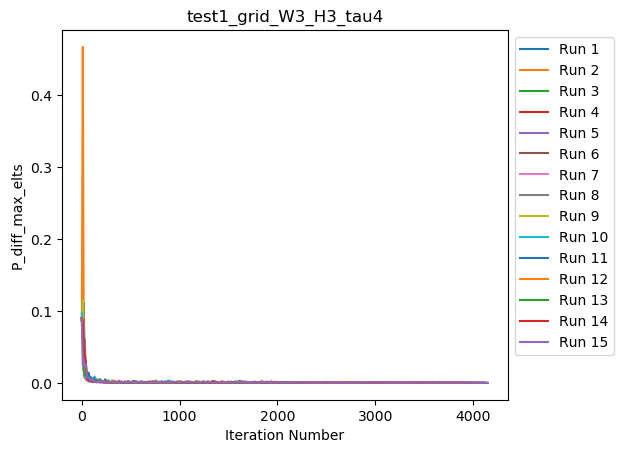 test1_grid_W3_H3_tau4
P_diff_max_elts
0.4
0.3
0.2
0.1
0.0
0 1000 2000 3000 4000
Iteration Number
Run 1
Run 2
Run 3
Run 4
Run 5
Run 6
Run 7
Run 8
Run 9
Run 10
Run 11
Run 12
Run 13
Run 14
Run 15